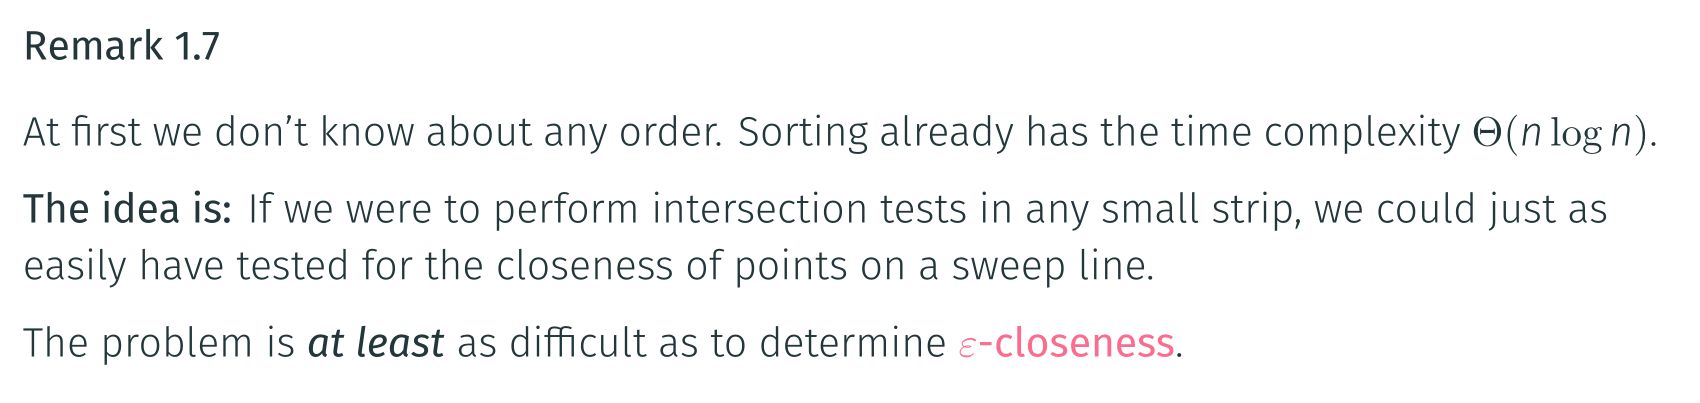 Remark 1.7
At first we don’t know about any order. Sorting already has the time complexity Θ(n log n).
The idea is: If we were to perform intersection tests in any small strip, we could just as
easily have tested for the closeness of points on a sweep line.
The problem is at least as difficult as to determine ε-closeness.